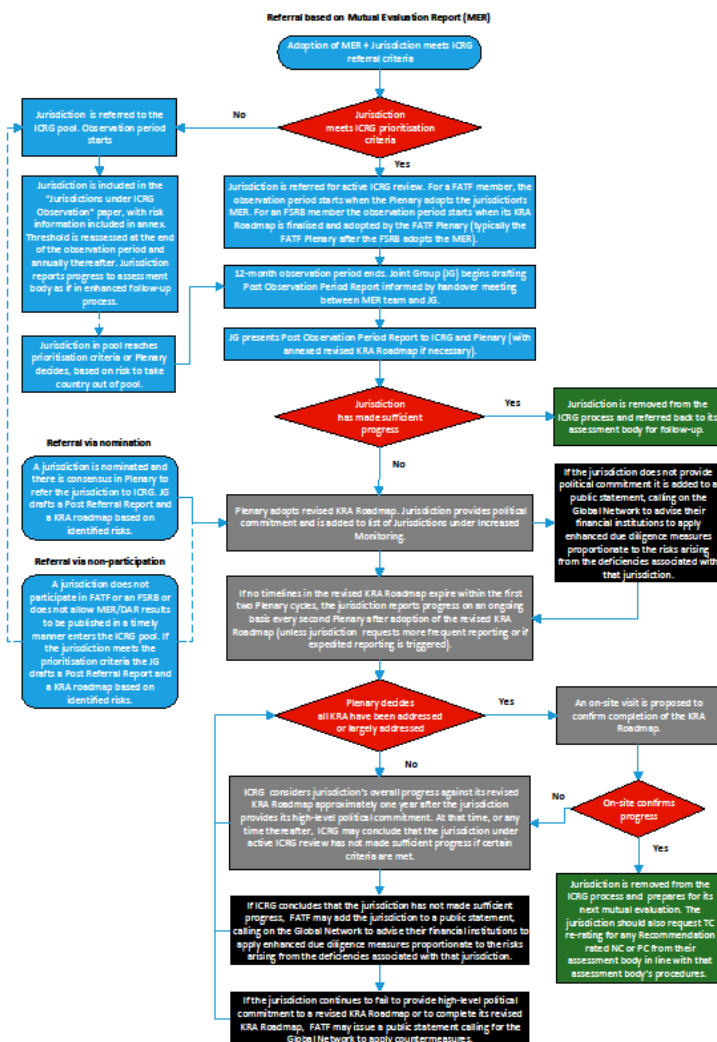 Referral based on Mutual Evaluation Report (MER)
Adoption of MER + Jurisdiction meets ICRG
referral criteria
Jurisdiction
meets ICRG prioritisation
criteria
No
Yes
Jurisdiction is referred to the
ICRG pool. Observation period
starts
Jurisdiction is included in the
"Jurisdictions under ICRG
Observation" paper, with risk
information included in annex.
Threshold is reassessed at the end
of the observation period and
annually thereafter. Jurisdiction
reports progress to assessment
body as if in enhanced follow-up
process.
Jurisdiction in pool reaches
prioritisation criteria or Plenary
decides, based on risk to take
country out of pool.
Jurisdiction is referred for active ICRG review. For a FATF member, the
observation period starts when the Plenary adopts the jurisdiction's
MER. For an FSRB member the observation period starts when its KRA
Roadmap is finalised and adopted by the FATF Plenary (typically the
FATF Plenary after the FSRB adopts the MER).
12-month observation period ends. Joint Group (JG) begins drafting
Post Observation Period Report informed by handover meeting
between MER team and JG.
JG presents Post Observation Period Report to ICRG and Plenary (with
annexed revised KRA Roadmap if necessary).
Jurisdiction
has made sufficient
progress
Yes
Jurisdiction is removed from the
ICRG process and referred back to its
assessment body for follow-up.
No
Referral via nomination
A jurisdiction is nominated and
there is consensus in Plenary to
refer the jurisdiction to ICRG. JG
drafts a Post Referral Report and
a KRA roadmap based on
identified risks.
Referral via non-participation
A jurisdiction does not
participate in FATF or an FSRB or
does not allow MER/DAR results
to be published in a timely
manner enters the ICRG pool. If
the jurisdiction meets the
prioritisation criteria the JG
drafts a Post Referral Report and
a KRA roadmap based on
identified risks.
Plenary adopts revised KRA Roadmap. Jurisdiction provides political
commitment and is added to list of Jurisdictions under Increased
Monitoring.
If the jurisdiction does not provide
political commitment it is added to a
public statement, calling on the
Global Network to advise their
financial institutions to apply
enhanced due diligence measures
proportionate to the risks arising
from the deficiencies associated with
that jurisdiction.
If no timelines in the revised KRA Roadmap expire within the first
two Plenary cycles, the jurisdiction reports progress on an ongoing
basis every second Plenary after adoption of the revised KRA
Roadmap (unless jurisdiction requests more frequent reporting or if
expedited reporting is triggered).
Plenary decides
all KRA have been addressed
or largely addressed
Yes
An on-site visit is proposed to
confirm completion of the KRA
Roadmap.
No
ICRG considers jurisdiction's overall progress against its revised
KRA Roadmap approximately one year after the jurisdiction
provides its high-level political commitment. At that time, or any
time thereafter, ICRG may conclude that the jurisdiction under
active ICRG review has not made sufficient progress if certain
criteria are met.
No
On-site confirms
progress
Yes
Jurisdiction is removed from the
ICRG process and prepares for its
next mutual evaluation. The
jurisdiction should also request TC
re-rating for any Recommendation
rated NC or PC from their
assessment body in line with that
assessment body's procedures.
If ICRG concludes that the jurisdiction has not made sufficient
progress, FATF may add the jurisdiction to a public statement,
calling on the Global Network to advise their financial institutions to
apply enhanced due diligence measures proportionate to the risks
arising from the deficiencies associated with that jurisdiction.
If the jurisdiction continues to fail to provide high-level political
commitment to a revised KRA Roadmap or to complete its revised
KRA Roadmap, FATF may issue a public statement calling for the
Global Network to apply countermeasures.